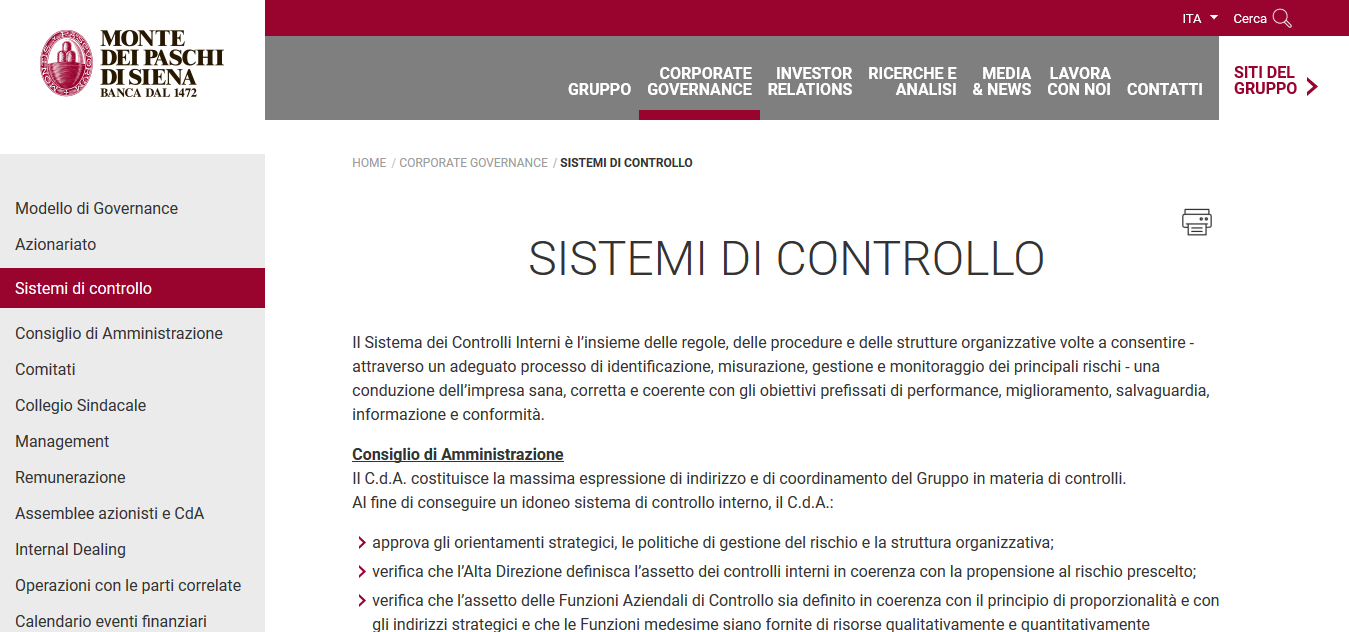 MONTE
DEI PASCHI
DI SIENA
BANCA DAL 1472
ITA
Cerca
GRUPPO
CORPORATE
GOVERNANCE
INVESTOR
RELATIONS
RICERCHE E
ANALISI
MEDIA
& NEWS
LAVORA
CON NOI
CONTATTI
SITI DEL
GRUPPO
HOME / CORPORATE GOVERNANCE / SISTEMI DI CONTROLLO
Modello di Governance
Azionariato
Sistemi di controllo
Consiglio di Amministrazione
Comitati
Collegio Sindacale
Management
Remunerazione
Assemblee azionisti e CdA
Internal Dealing
Operazioni con le parti correlate
Calendario eventi finanziari
SISTEMI DI CONTROLLO
Il Sistema dei Controlli Interni è l’insieme delle regole, delle procedure e delle strutture organizzative volte a consentire -
attraverso un adeguato processo di identificazione, misurazione, gestione e monitoraggio dei principali rischi - una
conduzione dell’impresa sana, corretta e coerente con gli obiettivi prefissati di performance, miglioramento, salvaguardia,
informazione e conformità.
Consiglio di Amministrazione
Il C.d.A. costituisce la massima espressione di indirizzo e di coordinamento del Gruppo in materia di controlli.
Al fine di conseguire un idoneo sistema di controllo interno, il C.d.A.:
approva gli orientamenti strategici, le politiche di gestione del rischio e la struttura organizzativa;
verifica che l’Alta Direzione definisca l’assetto dei controlli interni in coerenza con la propensione al rischio prescelto;
verifica che l’assetto delle Funzioni Aziendali di Controllo sia definito in coerenza con il principio di proporzionalità e con
gli indirizzi strategici e che le Funzioni medesime siano fornite di risorse qualitativamente e quantitativamente